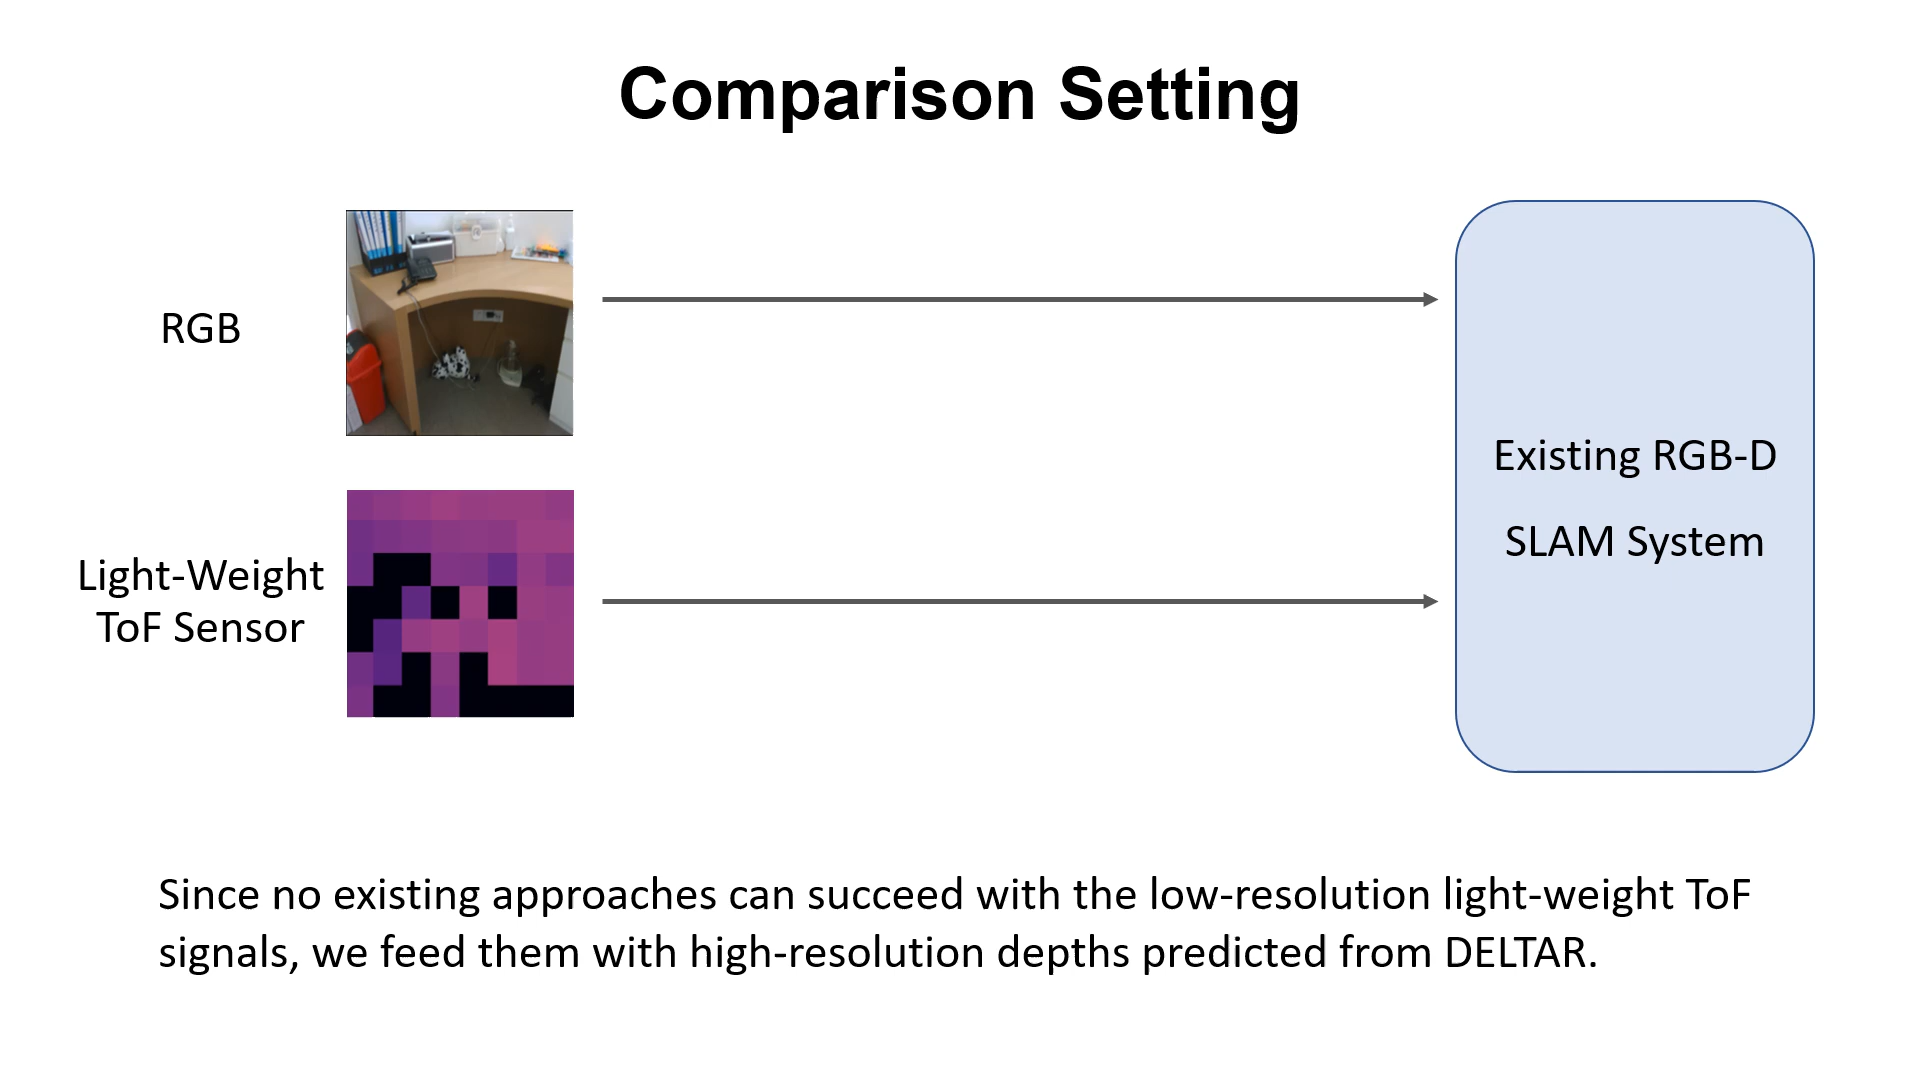 Comparison Setting
RGB
Light-Weight
ToF Sensor
Existing RGB-D
SLAM System
Since no existing approaches can succeed with the low-resolution light-weight ToF
signals, we feed them with high-resolution depths predicted from DELTAR.